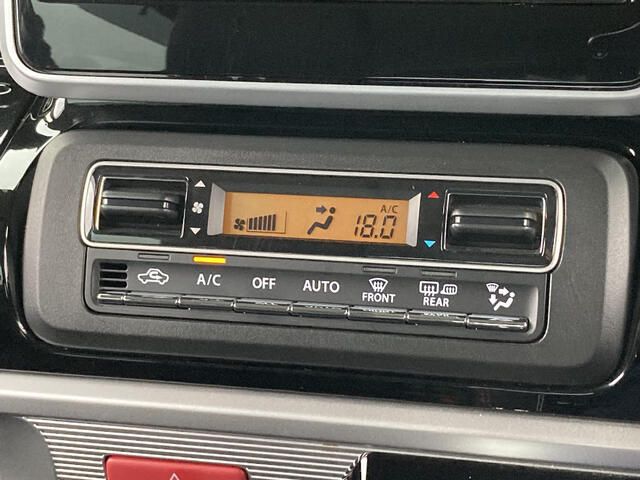 A/C
18.0
A/C OFF AUTO FRONT REAR